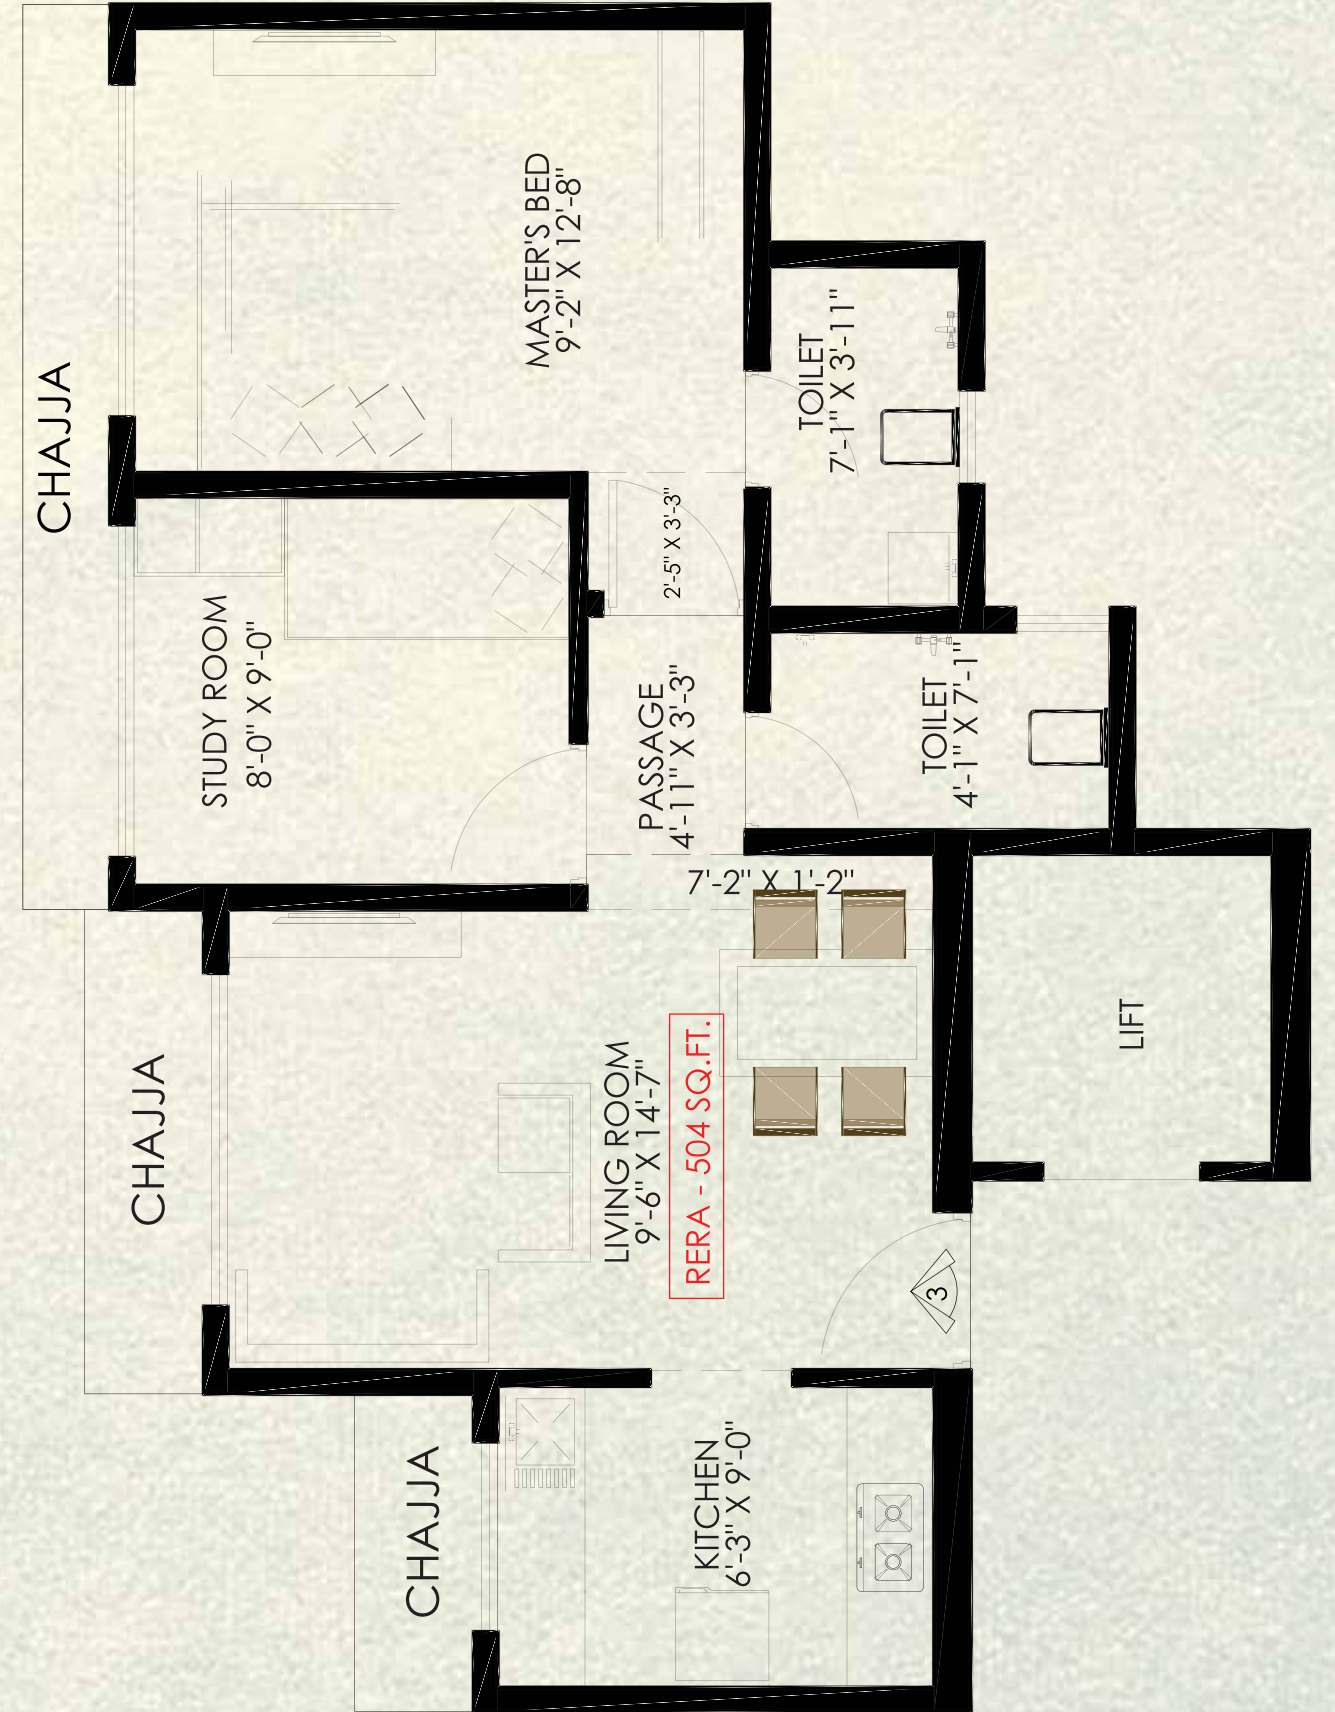 CHAJJA
MASTER'S BED
9'-2" X 12'-8"
TOILET
7'-1" X 3'-11"
2'-5" X 3'-3"
STUDY ROOM
8'-0" X 9'-0"
PASSAGE
4'-11" X 3'-3"
TOILET
4'-1" X 7'-1"
7'-2" X 1'-2"
CHAJJA
LIVING ROOM
9'-6" X 14'-7"
RERA - 504 SQ.FT.
LIFT
3
CHAJJA
KITCHEN
6'-3" X 9'-0"